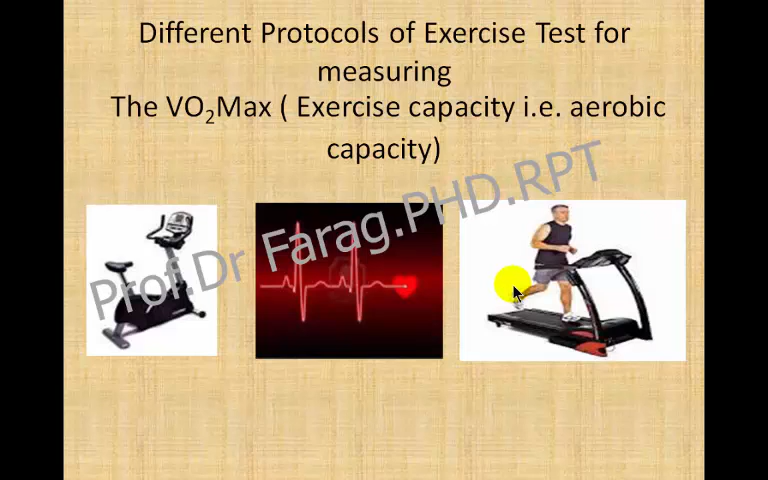 Different Protocols of Exercise Test for
measuring
The VO₂Max ( Exercise capacity i.e. aerobic
capacity)
Prof.Dr Farag.PHD.RPT